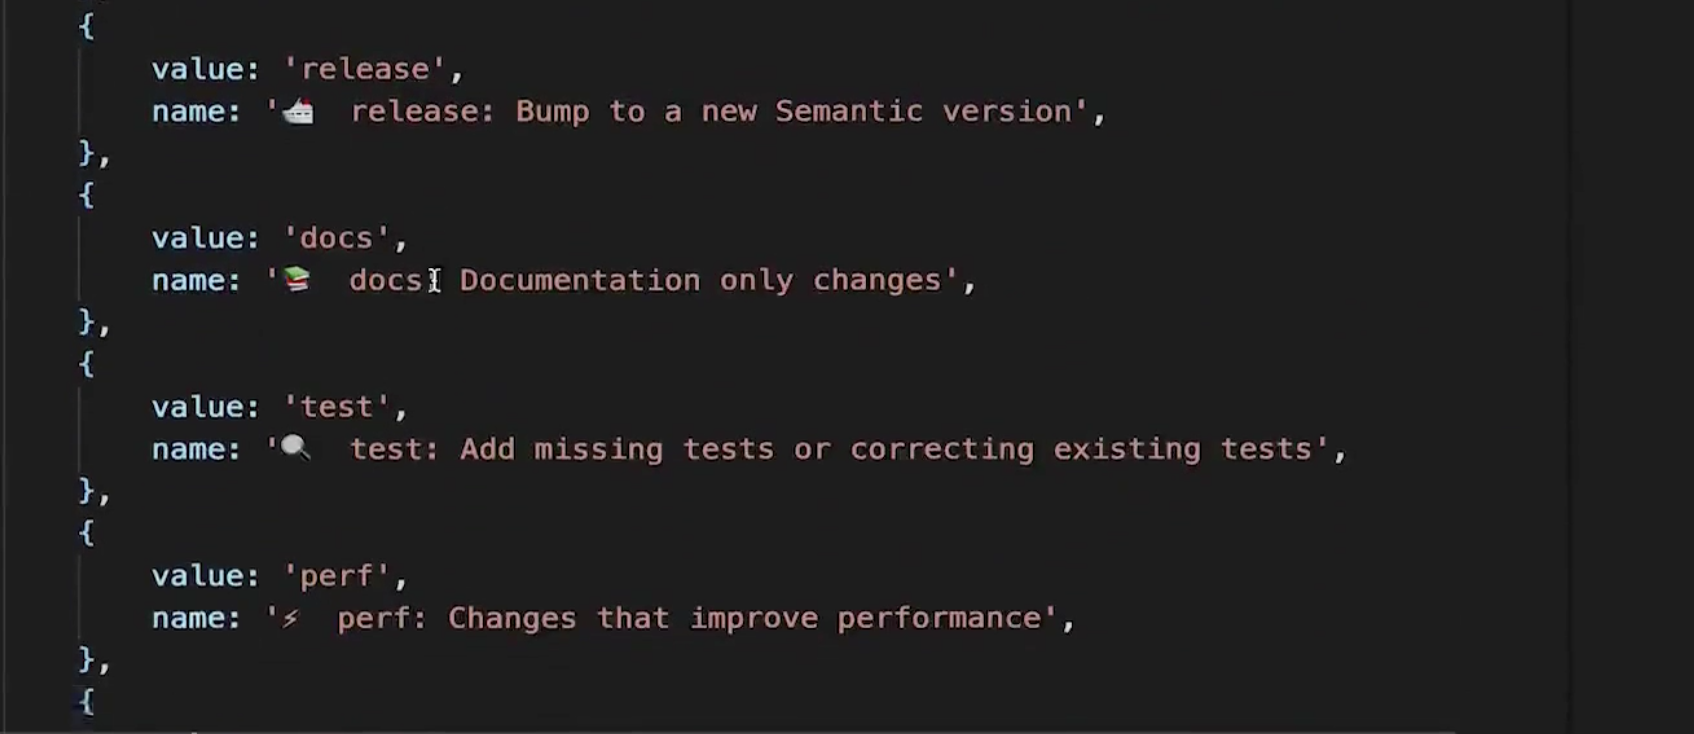 {
value: 'release',
name: '🛳 release: Bump to a new Semantic version',
},
{
value: 'docs',
name: '📚 docs: Documentation only changes',
},
{
value: 'test',
name: '🔍 test: Add missing tests or correcting existing tests',
},
{
value: 'perf',
name: '⚡ perf: Changes that improve performance',
},
{